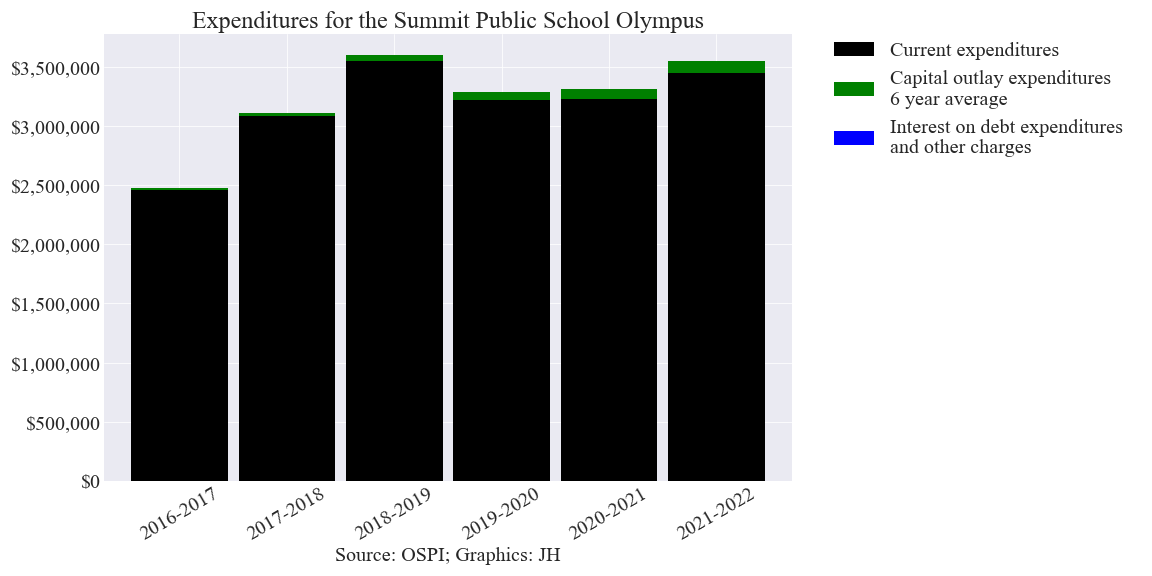 Expenditures for the Summit Public School Olympus
$3,500,000
$3,000,000
$2,500,000
$2,000,000
$1,500,000
$1,000,000
$500,000
$0
2016-2017
2017-2018
2018-2019
2019-2020
2020-2021
2021-2022
Source: OSPI; Graphics: JH
Current expenditures
Capital outlay expenditures
6 year average
Interest on debt expenditures
and other charges